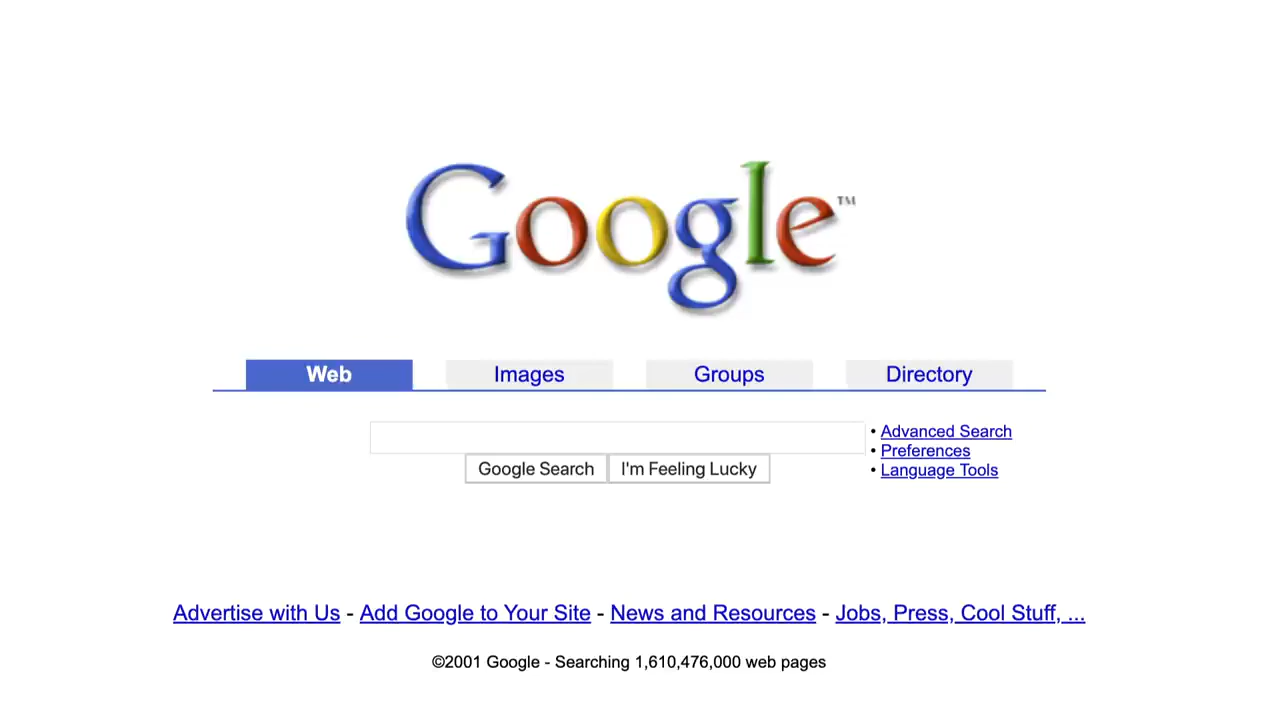 Google™
Web Images Groups Directory
• Advanced Search
• Preferences
• Language Tools
Google Search I'm Feeling Lucky
Advertise with Us - Add Google to Your Site - News and Resources - Jobs, Press, Cool Stuff, ...
©2001 Google - Searching 1,610,476,000 web pages